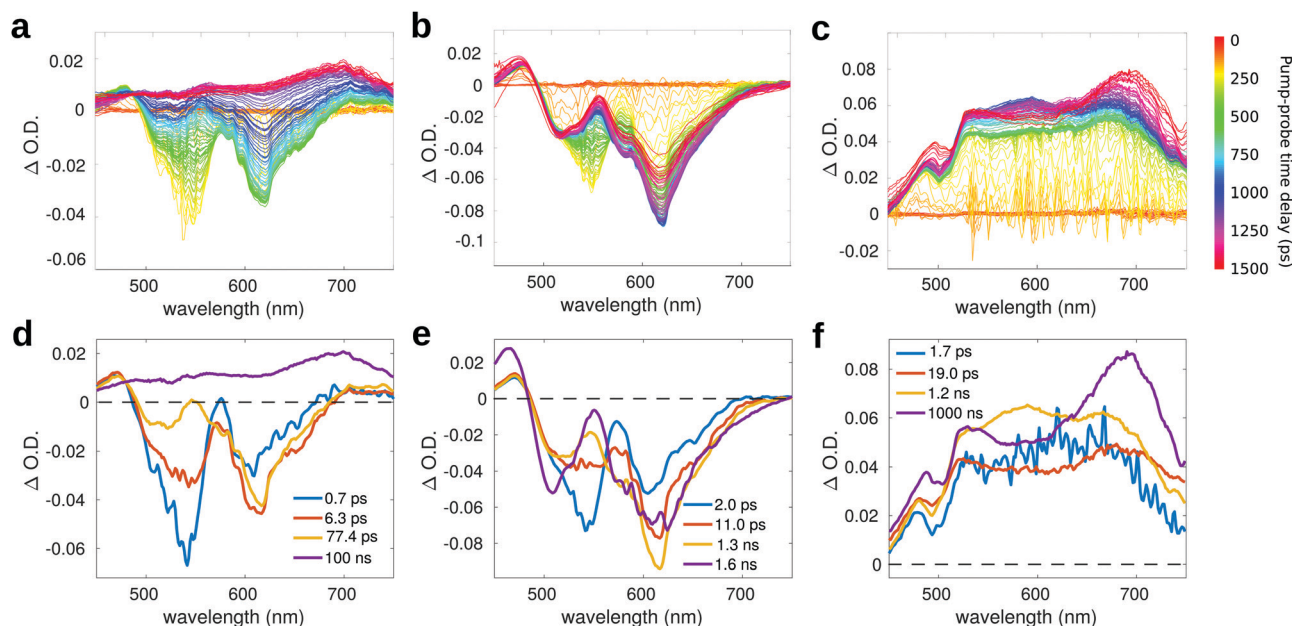 a
b
c
0.02
0
-0.02
-0.04
-0.06
Δ O.D.
500
600
700
wavelength (nm)
0.02
0
-0.02
-0.04
-0.06
-0.08
-0.1
Δ O.D.
500
600
700
wavelength (nm)
0.08
0.06
0.04
0.02
0
-0.02
Δ O.D.
500
600
700
wavelength (nm)
0
250
500
750
1000
1250
1500
Pump-probe time delay (ps)
d
e
f
0.02
0
-0.02
-0.04
-0.06
Δ O.D.
0.7 ps
6.3 ps
77.4 ps
100 ns
500
600
700
wavelength (nm)
0.02
0
-0.02
-0.04
-0.06
-0.08
Δ O.D.
2.0 ps
11.0 ps
1.3 ns
1.6 ns
500
600
700
wavelength (nm)
0.08
0.06
0.04
0.02
0
Δ O.D.
1.7 ps
19.0 ps
1.2 ns
1000 ns
500
600
700
wavelength (nm)